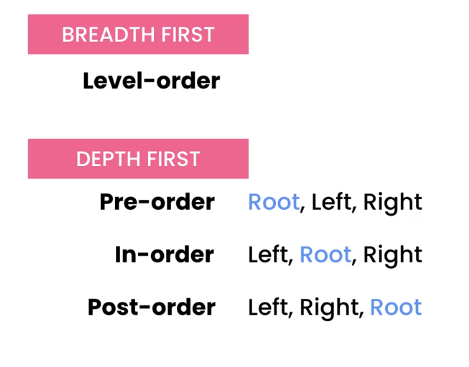 BREADTH FIRST
Level-order
DEPTH FIRST
Pre-order Root, Left, Right
In-order Left, Root, Right
Post-order Left, Right, Root